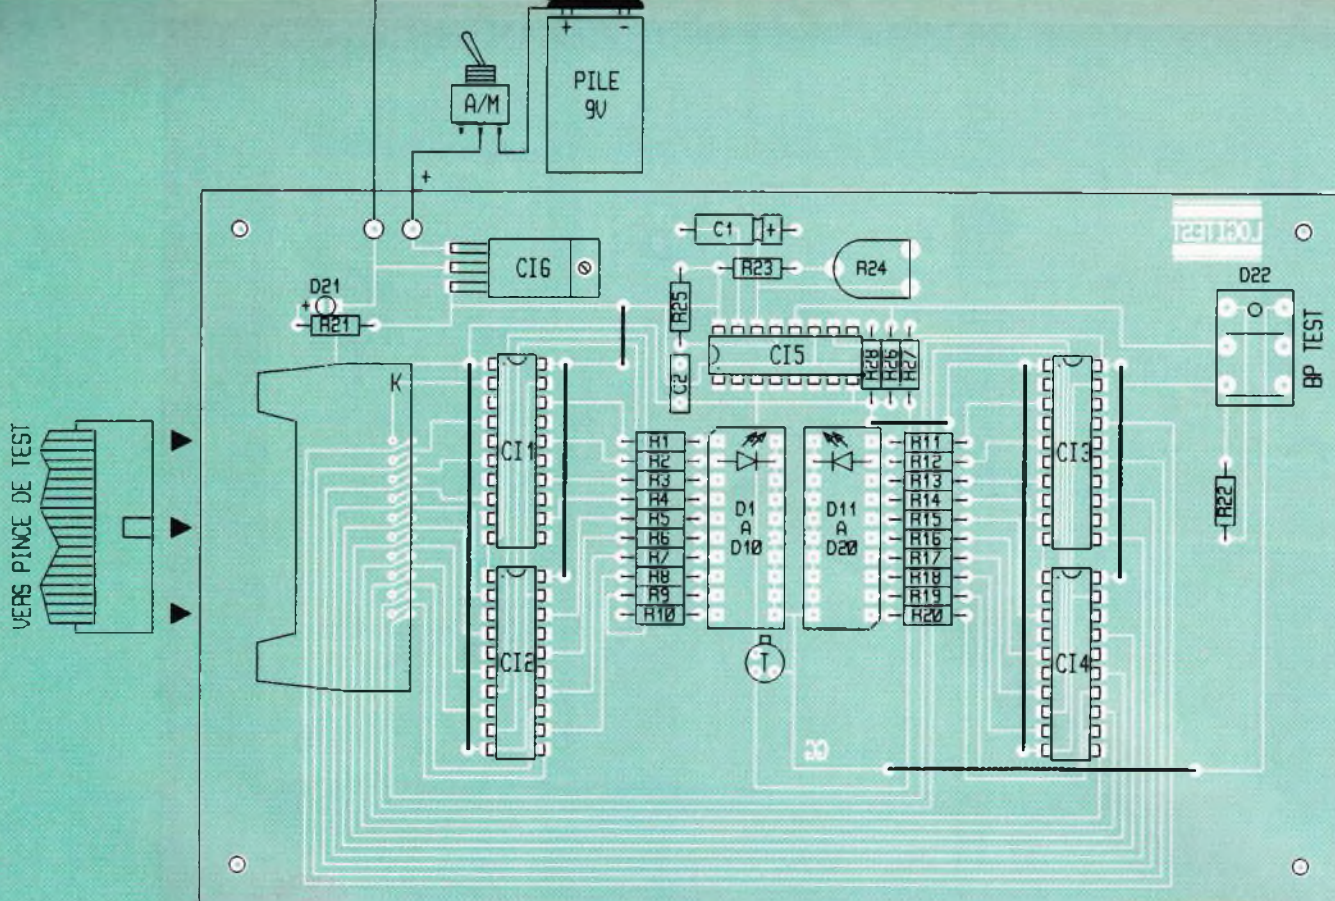 + -
PILE
9V
A/M
+
C1 +
LOGITEST
CI6
R23
R24
D21
+
R21
R25
D22
CI5
R28
R26
R27
BP TEST
C2
K
VERS PINCE DE TEST
CI1
R1
R2
R3
R4
R5
R6
R7
R8
R9
R10
D1
A
D10
D11
A
D20
R11
R12
R13
R14
R15
R16
R17
R18
R19
R20
CI3
R22
CI2
T
CI4
GG